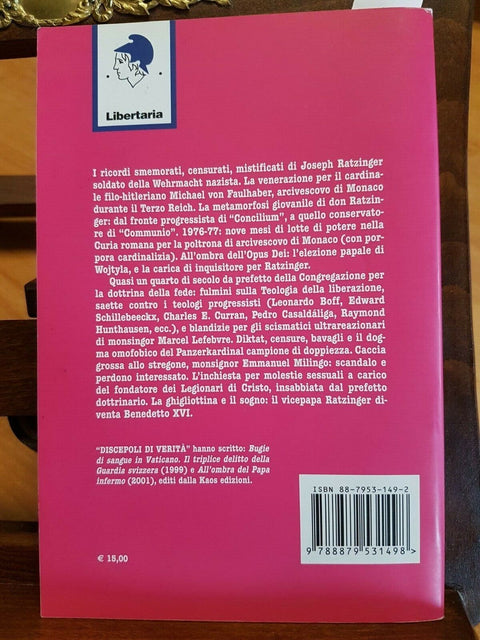 Libertaria
I ricordi smemorati, censurati, mistificati di Joseph Ratzinger
soldato della Wehrmacht nazista. La venerazione per il cardina-
le filo-hitleriano Michael von Faulhaber, arcivescovo di Monaco
durante il Terzo Reich. La metamorfosi giovanile di don Ratzin-
ger: dal fronte progressista di "Concilium", a quello conservato-
re di "Communio". 1976-77: nove mesi di lotte di potere nella
Curia romana per la poltrona di arcivescovo di Monaco (con por-
pora cardinalizia). All'ombra dell'Opus Dei: l'elezione papale di
Wojtyla, e la carica di inquisitore per Ratzinger.
Quasi un quarto di secolo da prefetto della Congregazione per
la dottrina della fede: fulmini sulla Teologia della liberazione,
saette contro i teologi progressisti (Leonardo Boff, Edward
Schillebeeckx, Charles E. Curran, Pedro Casaldáliga, Raymond
Hunthausen, ecc.), e blandizie per gli scismatici ultrareazionari
di monsingor Marcel Lefebvre. Diktat, censure, bavagli e il dog-
ma omofobico del Panzerkardinal campione di doppiezza. Caccia
grossa allo stregone, monsignor Emmanuel Milingo: scandalo e
perdono interessato. L'inchiesta per molestie sessuali a carico
del fondatore dei Legionari di Cristo, insabbiata dal prefetto
dottrinario. La ghigliottina e il sogno: il vicepapa Ratzinger di-
venta Benedetto XVI.
"DISCEPOLI DI VERITÀ" hanno scritto: Bugie
di sangue in Vaticano. Il triplice delitto della
Guardia svizzera (1999) e All'ombra del Papa
infermo (2001), editi dalla Kaos edizioni.
ISBN 88-7953-149-2
9 788879 531498 >
€ 15,00